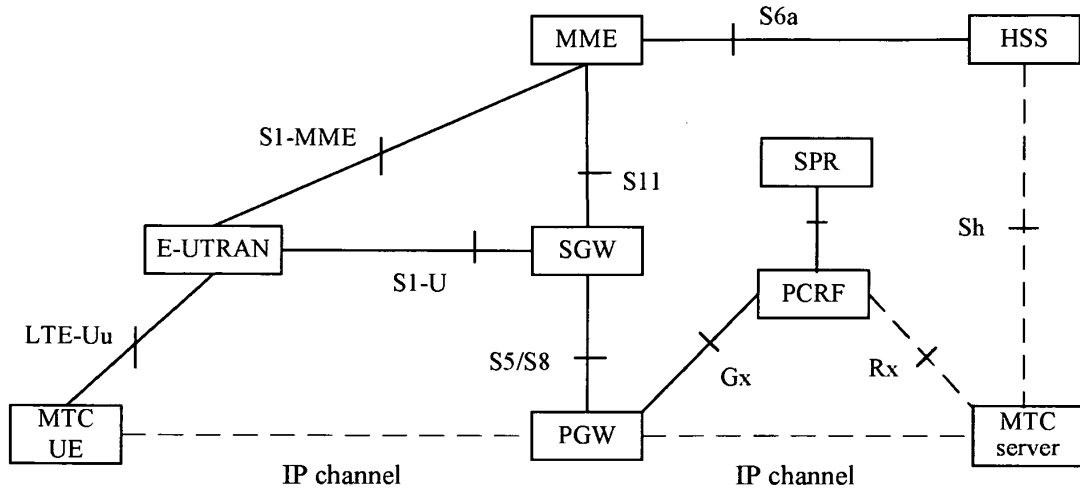 MME
S6a
HSS
S1-MME
SPR
S11
E-UTRAN
SGW
Sh
S1-U
PCRF
LTE-Uu
S5/S8
Gx
Rx
MTC
UE
PGW
MTC
server
IP channel
IP channel